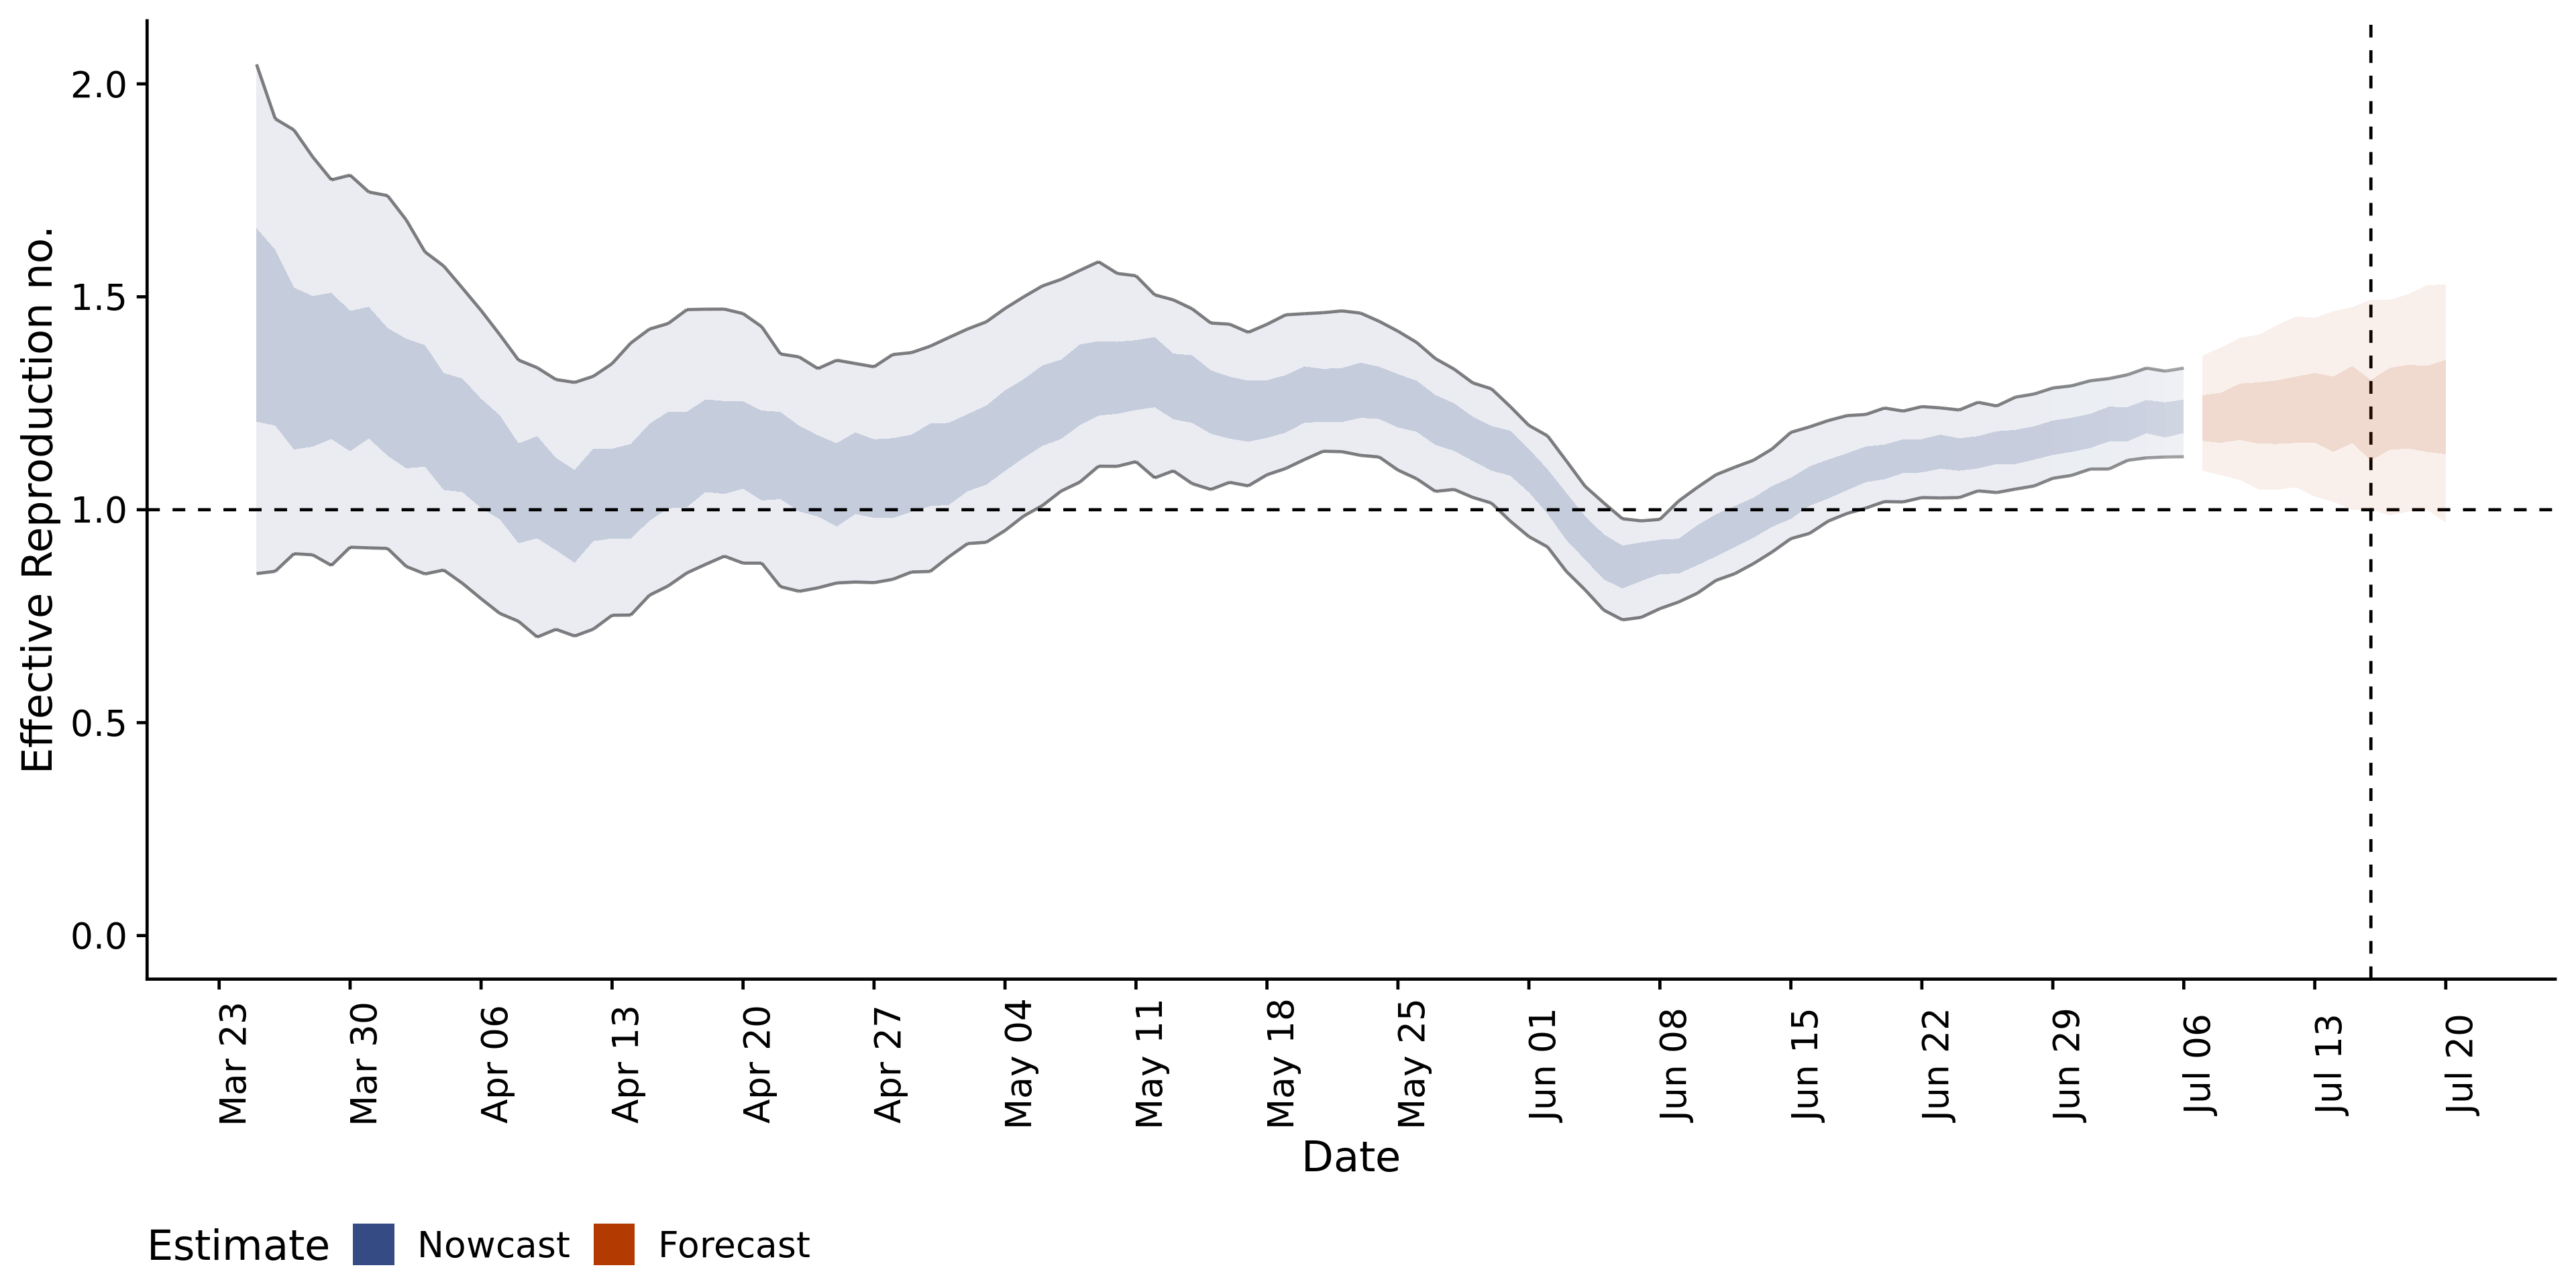 Effective Reproduction no.
2.0
1.5
1.0
0.5
0.0
Mar 23
Mar 30
Apr 06
Apr 13
Apr 20
Apr 27
May 04
May 11
May 18
May 25
Jun 01
Jun 08
Jun 15
Jun 22
Jun 29
Jul 06
Jul 13
Jul 20
Date
Estimate Nowcast Forecast